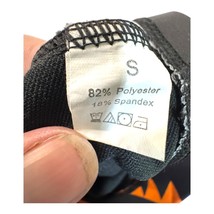 S
82% Polyester
18% Spandex